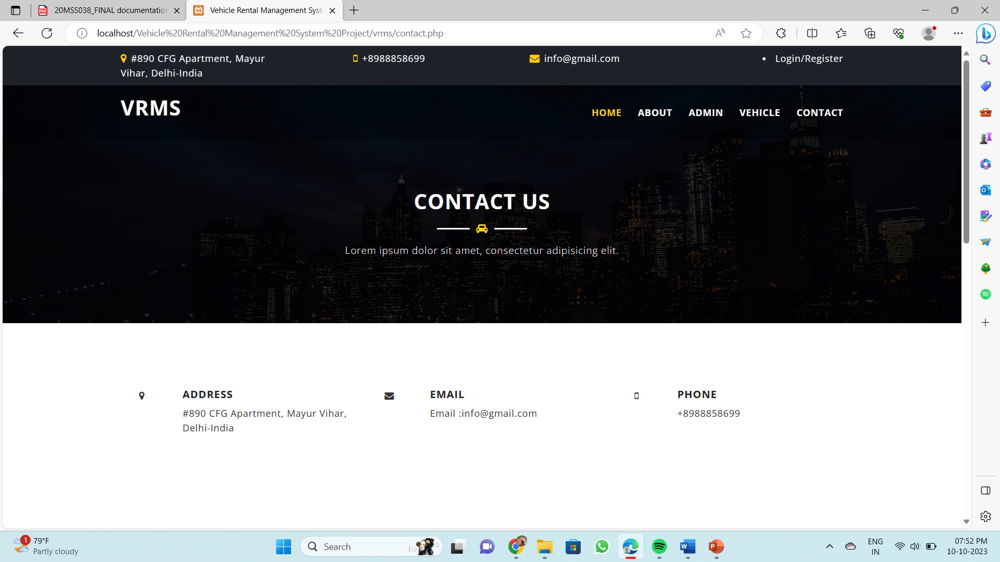 20MSS038_FINAL documentation
Vehicle Rental Management Syst
localhost/Vehicle%20Rental%20Management%20System%20Project/vrms/contact.php
#890 CFG Apartment, Mayur
Vihar, Delhi-India
+8988858699
info@gmail.com
• Login/Register
VRMS
HOME ABOUT ADMIN VEHICLE CONTACT
CONTACT US
Lorem ipsum dolor sit amet, consectetur adipisicing elit.
ADDRESS
#890 CFG Apartment, Mayur Vihar,
Delhi-India
EMAIL
Email :info@gmail.com
PHONE
+8988858699
1
79°F
Partly cloudy
Search
ENG
IN
07:52 PM
10-10-2023